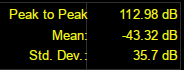 Peak to Peak 112.98 dB
Mean: -43.32 dB
Std. Dev.: 35.7 dB